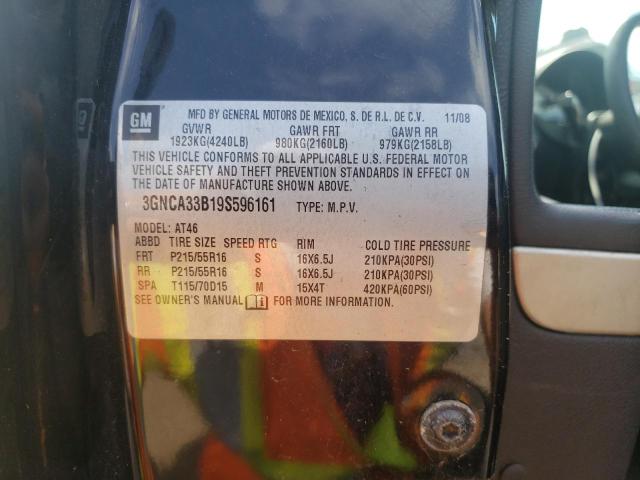 GM
MFD BY GENERAL MOTORS DE MEXICO, S. DE R.L. DE C.V. 11/08
GVWR GAWR FRT GAWR RR
1923KG(4240LB) 980KG(2160LB) 979KG(2158LB)
THIS VEHICLE CONFORMS TO ALL APPLICABLE U.S. FEDERAL MOTOR
VEHICLE SAFETY AND THEFT PREVENTION STANDARDS IN EFFECT ON
THE DATE OF MANUFACTURE SHOWN ABOVE.
3GNCA33B19S596161 TYPE: M.P.V.
MODEL: AT46
ABBD TIRE SIZE SPEED RTG RIM COLD TIRE PRESSURE
FRT P215/55R16 S 16X6.5J 210KPA(30PSI)
RR P215/55R16 S 16X6.5J 210KPA(30PSI)
SPA T115/70D15 M 15X4T 420KPA(60PSI)
SEE OWNER'S MANUAL FOR MORE INFORMATION.